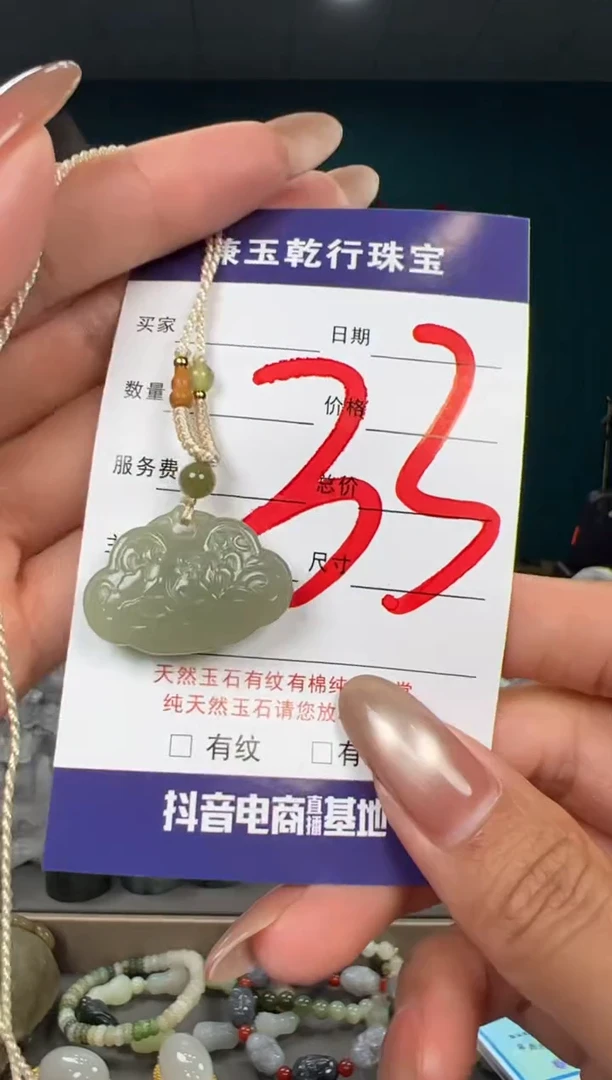 玉乾行珠宝
买家 日期
数量 价格
服务费 总价
尺寸
33
天然玉石有纹有棉纯
纯天然玉石请您放
□ 有纹 □ 有
抖音电商直播基地